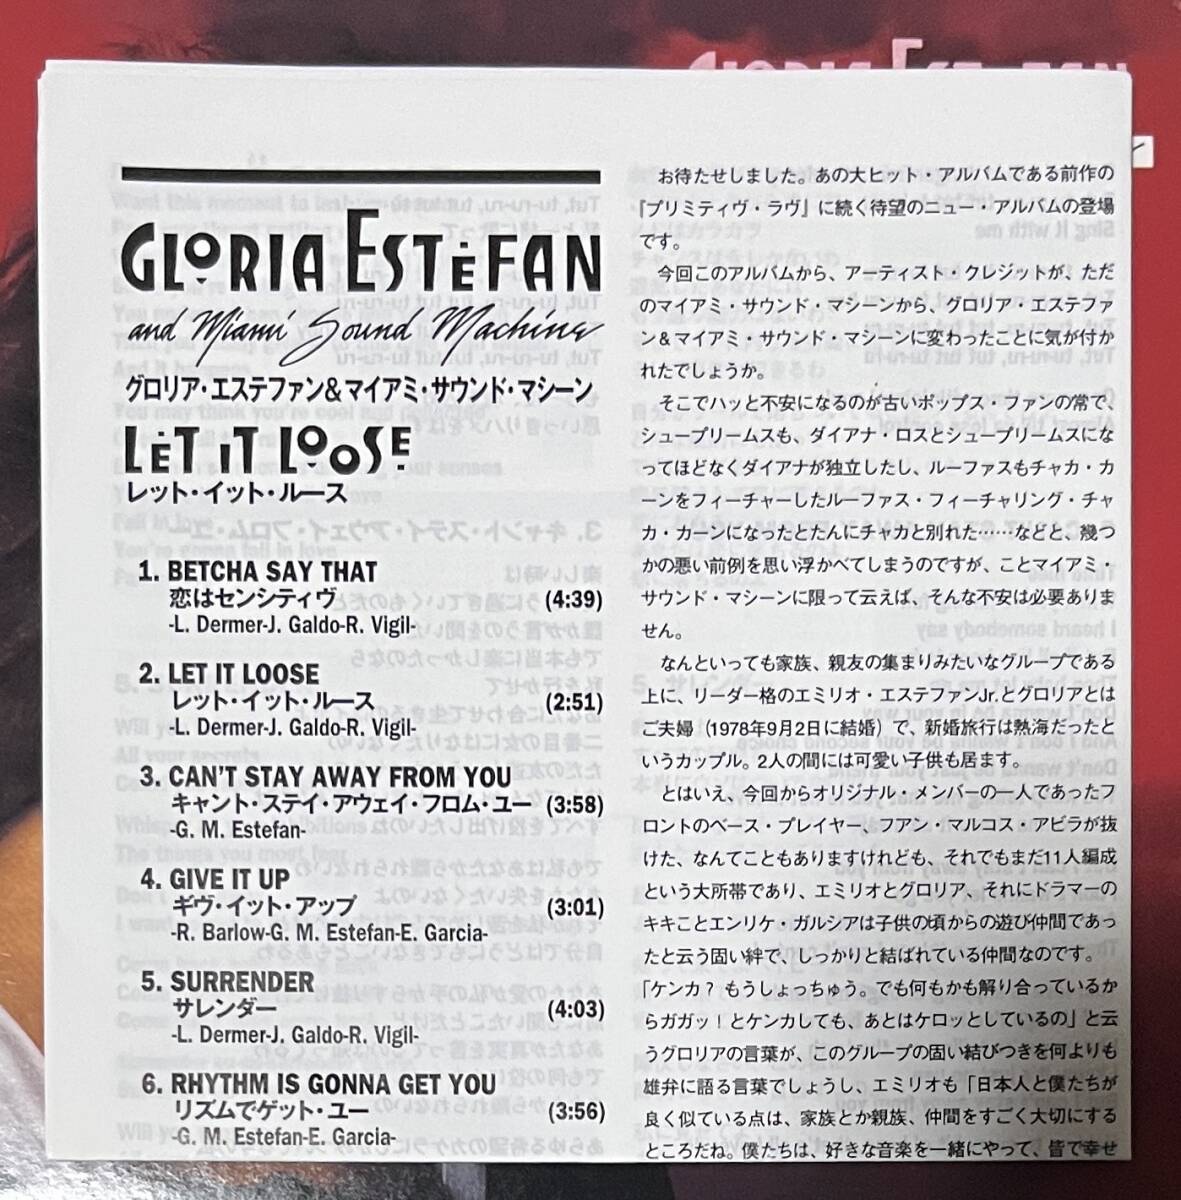 GLORIA ESTEFAN
GLORIA ESTEFAN
and Miami Sound Machine
グロリア・エステファン&マイアミ・サウンド・マシーン
LET IT LOOSE
レット・イット・ルース
1. BETCHA SAY THAT
恋はセンシティヴ (4:39)
-L. Dermer-J. Galdo-R. Vigil-
2. LET IT LOOSE
レット・イット・ルース (2:51)
-L. Dermer-J. Galdo-R. Vigil-
3. CAN'T STAY AWAY FROM YOU
キャント・ステイ・アウェイ・フロム・ユー (3:58)
-G. M. Estefan-
4. GIVE IT UP
ギヴ・イット・アップ (3:01)
-R. Barlow-G. M. Estefan-E. Garcia-
5. SURRENDER
サレンダー (4:03)
-L. Dermer-J. Galdo-R. Vigil-
6. RHYTHM IS GONNA GET YOU
リズムでゲット・ユー (3:56)
-G. M. Estefan-E. Garcia-
お待たせしました。あの大ヒット・アルバムである前作の
『プリミティヴ・ラヴ』に続く待望のニュー・アルバムの登場
です。
今回このアルバムから、アーティスト・クレジットが、ただ
のマイアミ・サウンド・マシーンから、グロリア・エステファ
ン&マイアミ・サウンド・マシーンに変わったことに気が付か
れたでしょうか。
そこでハッと不安になるのが古いポップス・ファンの常で、
シュープリームスも、ダイアナ・ロスとシュープリームスにな
ってほどなくダイアナが独立したし、ルーファスもチャカ・カ
ーンをフィーチャーしたルーファス・フィーチャリング・チャ
カ・カーンになったとたんにチャカと別れた……などと、幾つ
かの悪い前例を思い浮かべてしまうのですが、ことマイアミ・
サウンド・マシーンに限って云えば、そんな不安は必要ありま
せん。
なんといっても家族、親友の集まりみたいなグループである
上に、リーダー格のエミリオ・エステファンJr.とグロリアとは
ご夫婦(1978年9月2日に結婚)で、新婚旅行は熱海だったと
いうカップル。2人の間には可愛い子供も居ます。
とはいえ、今回からオリジナル・メンバーの一人であったフ
ロントのベース・プレイヤー、フアン・マルコス・アビラが抜
けた、なんてこともありますけれども、それでもまだ11人編成
という大所帯であり、エミリオとグロリア、それにドラマーの
キキことエンリケ・ガルシアは子供の頃からの遊び仲間であっ
たと云う固い絆で、しっかりと結ばれている仲間なのです。
「ケンカ? もうしょっちゅう。でも何もかも解り合っているか
らガガッ!とケンカしても、あとはケロッとしているの」と云
うグロリアの言葉が、このグループの固い結びつきを何よりも
雄弁に語る言葉でしょうし、エミリオも「日本人と僕たちが
良く似ている点は、家族とか親族、仲間をすごく大切にする
ところだね。僕たちは、好きな音楽を一緒にやって、皆で幸せ